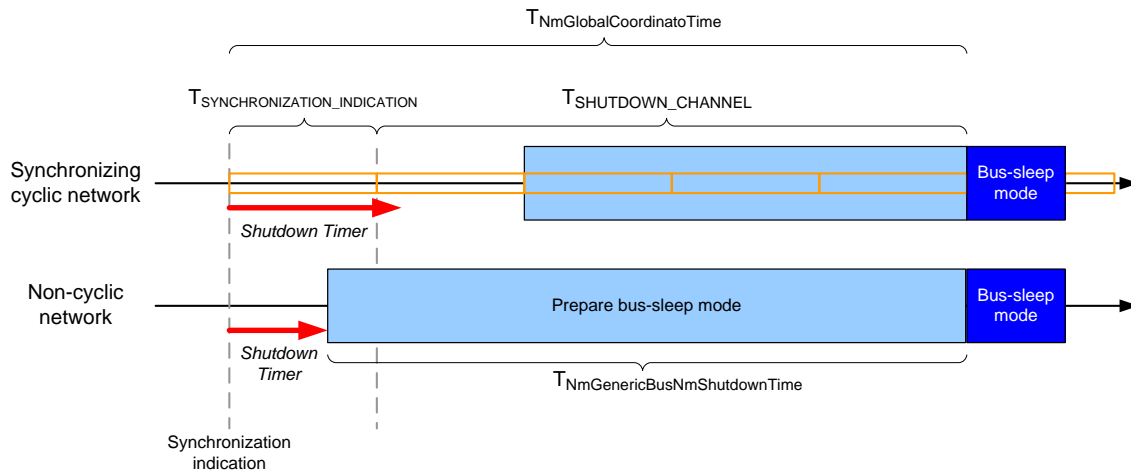 TNmGlobalCoordinatoTime
TSYNCHRONIZATION_INDICATION
TSHUTDOWN_CHANNEL
Synchronizing
cyclic network
Bus-sleep
mode
Shutdown Timer
Non-cyclic
network
Prepare bus-sleep mode
Bus-sleep
mode
Shutdown
Timer
TNmGenericBusNmShutdownTime
Synchronization
indication